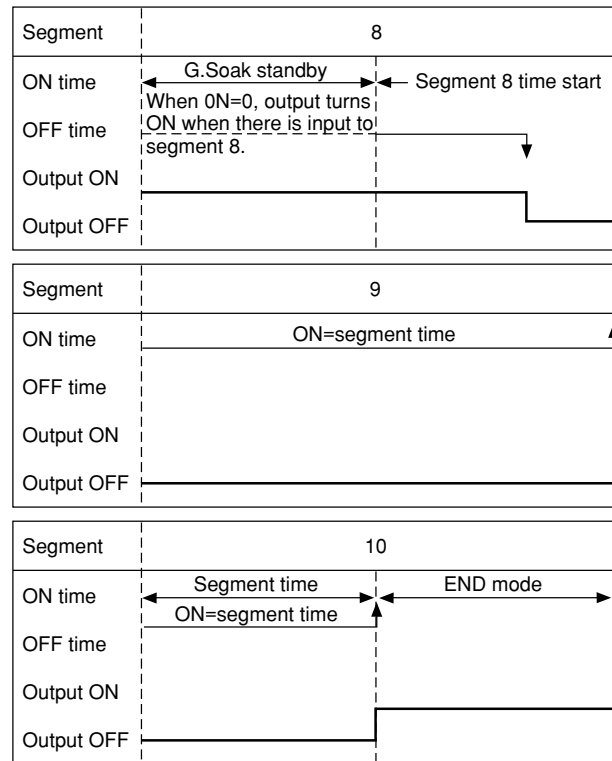 Segment 8
ON time G.Soak standby Segment 8 time start
When 0N=0, output turns
OFF time ON when there is input to
segment 8.
Output ON
Output OFF
Segment 9
ON time ON=segment time
OFF time
Output ON
Output OFF
Segment 10
ON time Segment time END mode
ON=segment time
OFF time
Output ON
Output OFF